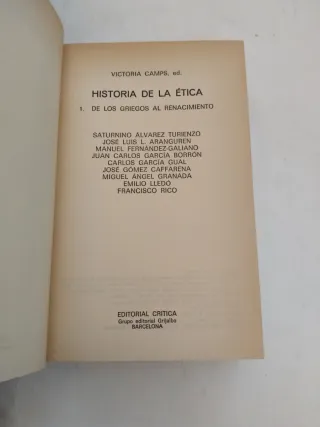 VICTORIA CAMPS, ed.
HISTORIA DE LA ÉTICA
1. DE LOS GRIEGOS AL RENACIMIENTO
SATURNINO ÁLVAREZ TURIENZO
JOSÉ LUIS L. ARANGUREN
MANUEL FERNÁNDEZ-GALIANO
JUAN CARLOS GARCÍA BORRÓN
CARLOS GARCÍA GUAL
JOSÉ GÓMEZ CAFFARENA
MIGUEL ÁNGEL GRANADA
EMILIO LLEDÓ
FRANCISCO RICO
EDITORIAL CRÍTICA
Grupo editorial Grijalbo
BARCELONA